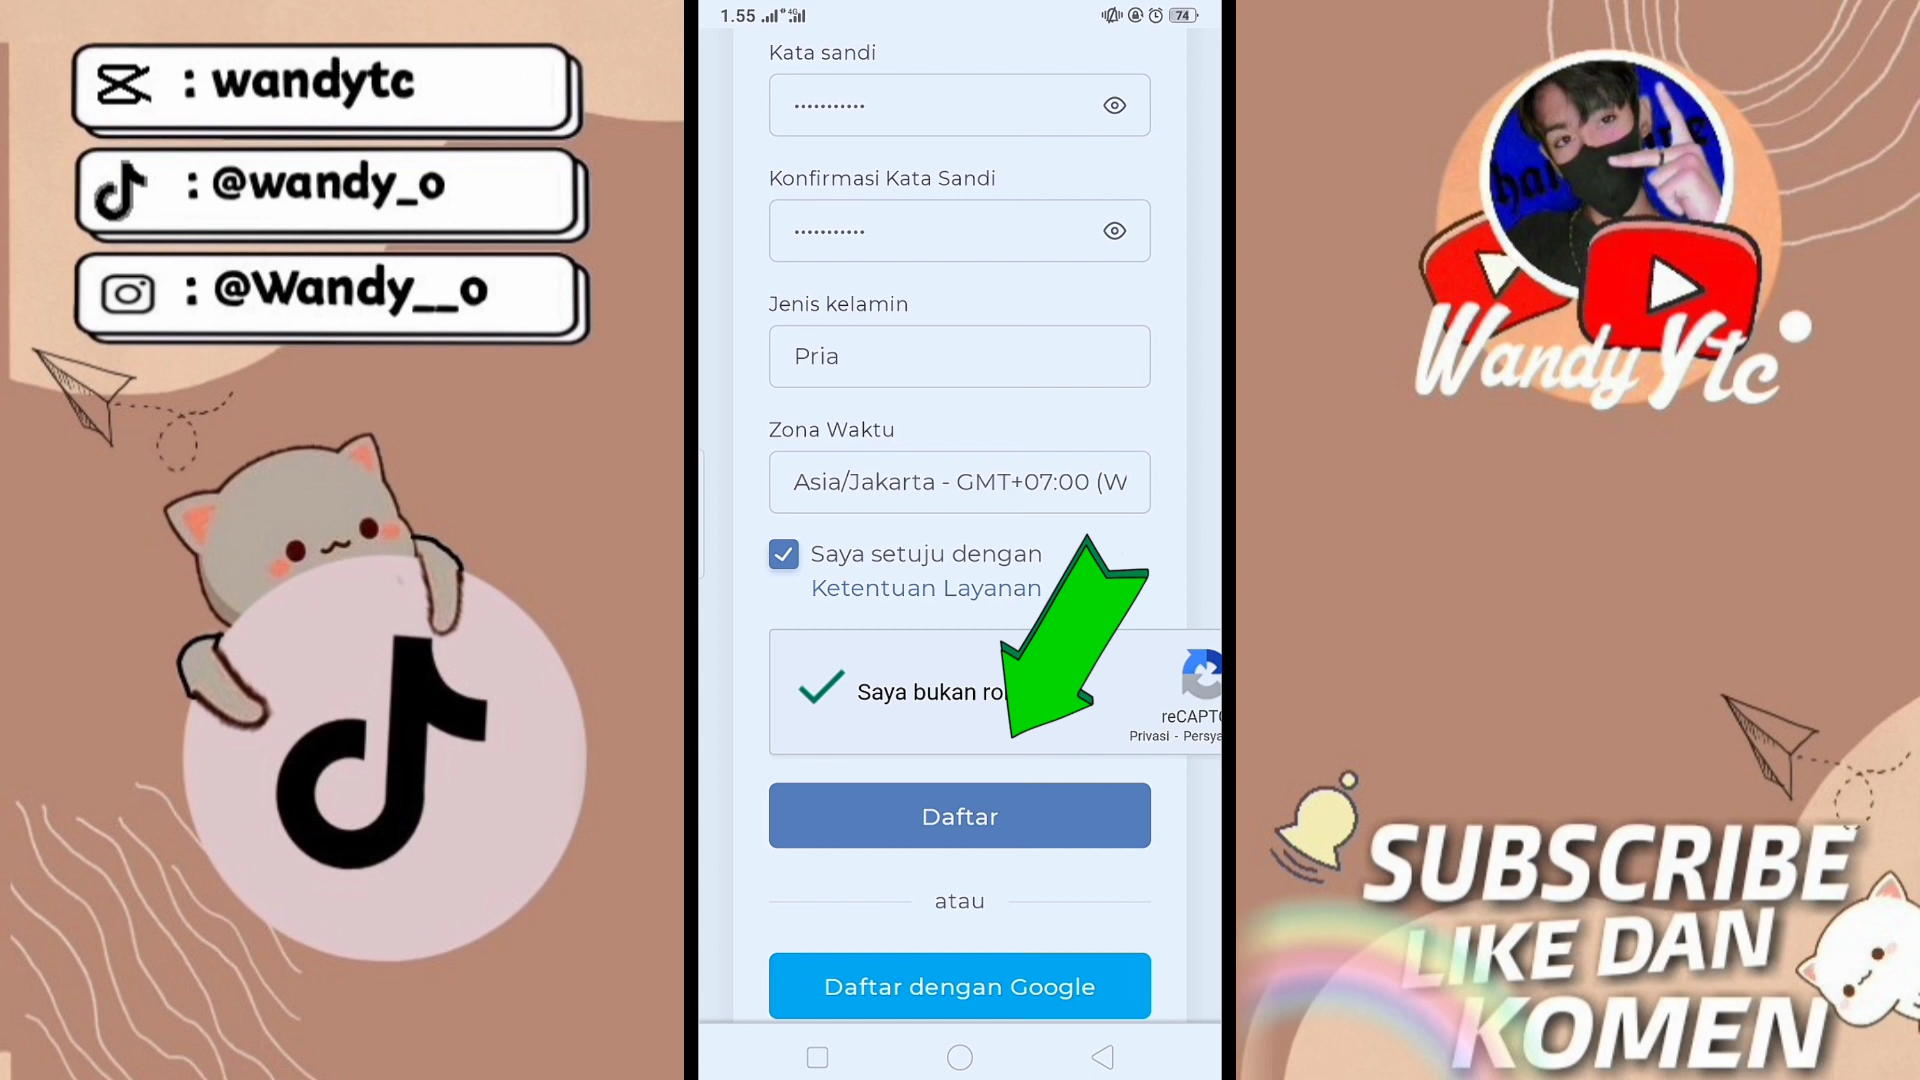 : wandytc
: @wandy_o
: @Wandy__o
1.55
4G
74
Kata sandi
Konfirmasi Kata Sandi
Jenis kelamin
Pria
Zona Waktu
Asia/Jakarta - GMT+07:00 (W
Saya setuju dengan
Ketentuan Layanan
Saya bukan ro
reCAPTC
Privasi - Persya
Daftar
atau
Daftar dengan Google
Wandy Ytc
SUBSCRIBE
LIKE DAN
KOMEN